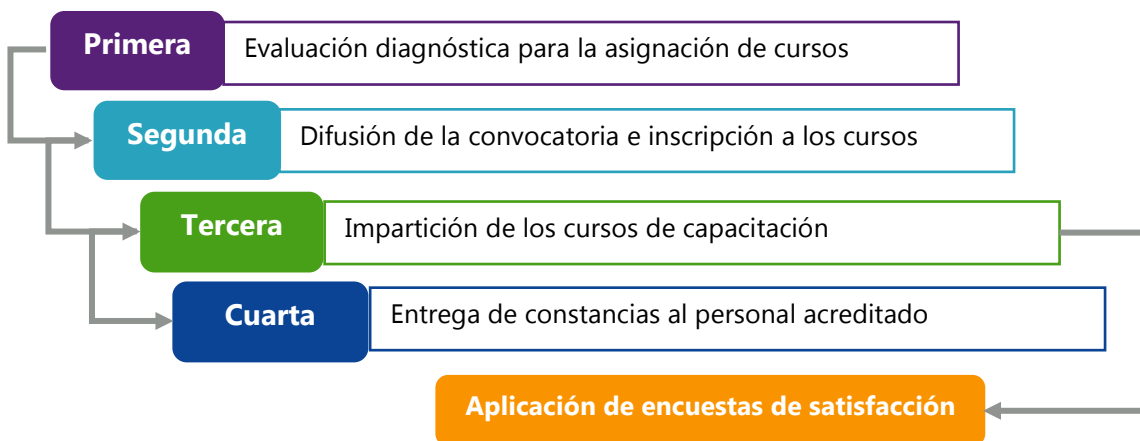 Primera
Evaluación diagnóstica para la asignación de cursos
Segunda
Difusión de la convocatoria e inscripción a los cursos
Tercera
Impartición de los cursos de capacitación
Cuarta
Entrega de constancias al personal acreditado
Aplicación de encuestas de satisfacción